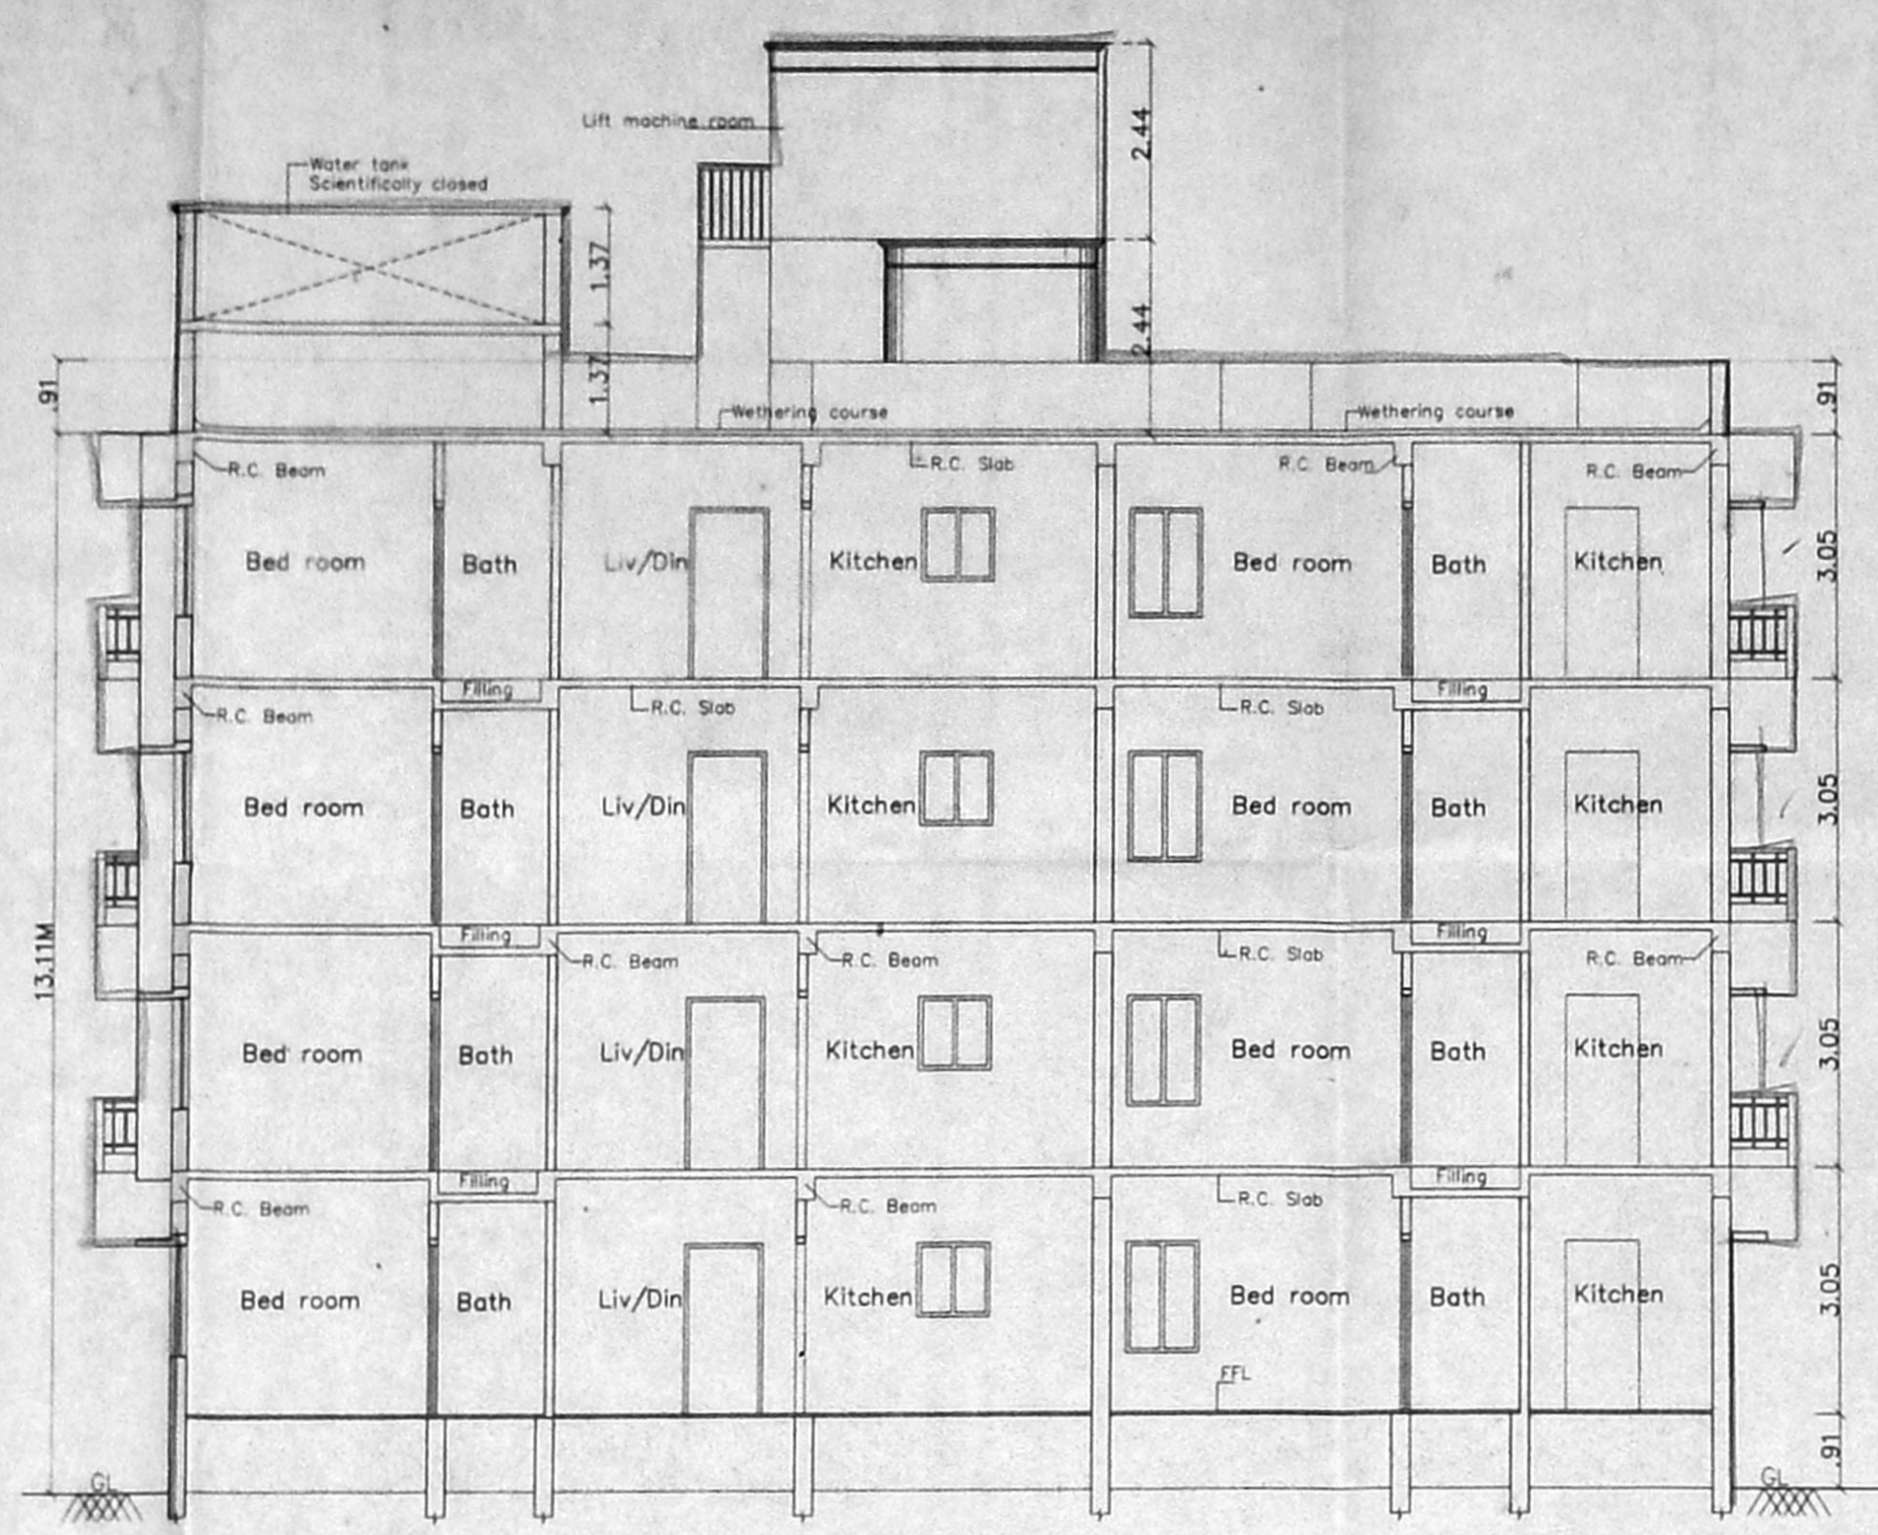 Lift machine room
2.44
Water tank
Scientifically closed
1.37
2.44
.91
1.37
.91
Wethering course
Wethering course
R.C. Beam
R.C. Slab
R.C. Beam
R.C. Beam
Bed room
Bath
Liv/Din
Kitchen
Bed room
Bath
Kitchen
3.05
Filling
Filling
R.C. Beam
R.C. Slab
R.C. Slab
Bed room
Bath
Liv/Din
Kitchen
Bed room
Bath
Kitchen
3.05
13.11M
Filling
Filling
R.C. Beam
R.C. Beam
R.C. Slab
R.C. Beam
Bed room
Bath
Liv/Din
Kitchen
Bed room
Bath
Kitchen
3.05
Filling
Filling
R.C. Beam
R.C. Beam
R.C. Slab
Bed room
Bath
Liv/Din
Kitchen
Bed room
Bath
Kitchen
3.05
FFL
.91
GL
GL